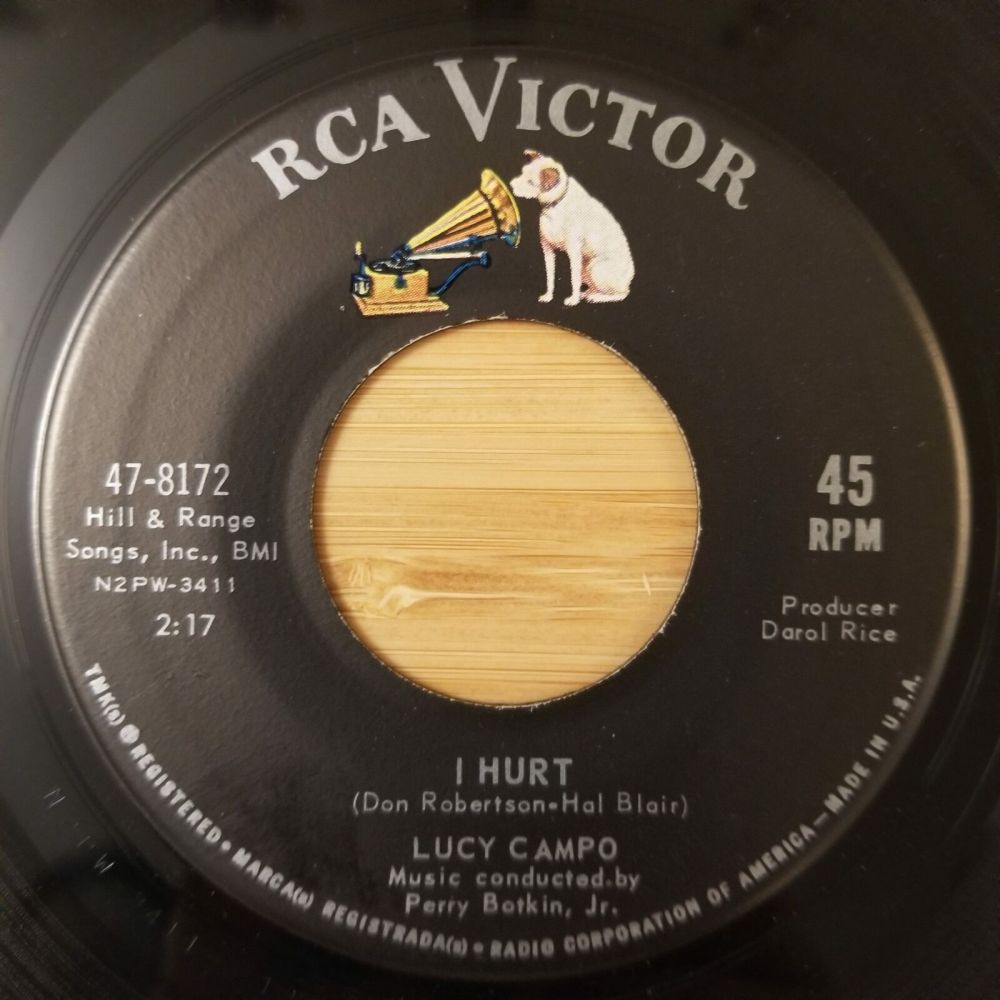 RCA VICTOR
47-8172
Hill & Range
Songs, Inc., BMI
N2PW-3411
2:17
45
RPM
Producer
Darol Rice
I HURT
(Don Robertson-Hal Blair)
LUCY CAMPO
Music conducted by
Perry Botkin, Jr.
TMK(s) ® REGISTERED • MARCA(s) REGISTRADA(s) • RADIO CORPORATION OF AMERICA — MADE IN U.S.A.